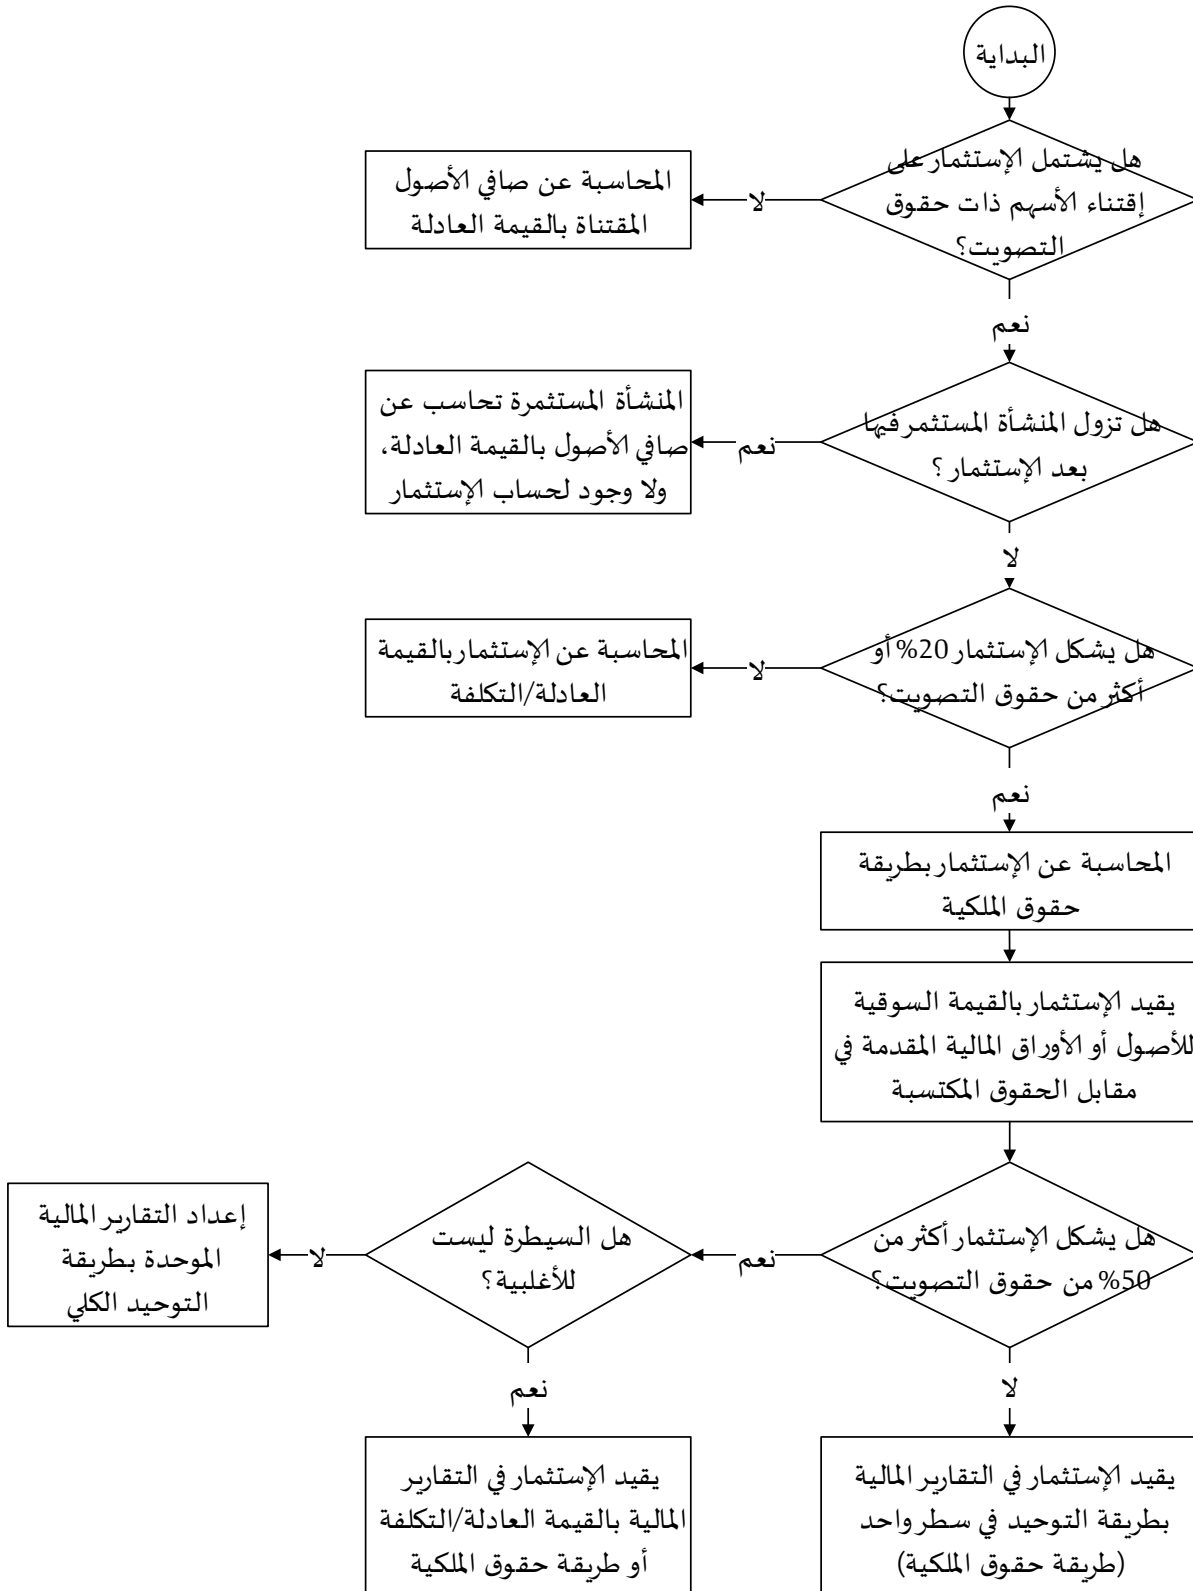 البداية
هل يشتمل الإستثمار على
إقتناء الأسهم ذات حقوق
التصويت؟
لا
المحاسبة عن صافي الأصول
المقتناة بالقيمة العادلة
نعم
هل تزول المنشأة المستثمر فيها
بعد الإستثمار ؟
نعم
المنشأة المستثمرة تحاسب عن
صافي الأصول بالقيمة العادلة،
ولا وجود لحساب الإستثمار
لا
هل يشكل الإستثمار 20% أو
أكثر من حقوق التصويت؟
لا
المحاسبة عن الإستثمار بالقيمة
العادلة/التكلفة
نعم
المحاسبة عن الإستثمار بطريقة
حقوق الملكية
يقيد الإستثمار بالقيمة السوقية
للأصول أو الأوراق المالية المقدمة في
مقابل الحقوق المكتسبة
هل يشكل الإستثمار أكثر من
50% من حقوق التصويت؟
نعم
هل السيطرة ليست
للأغلبية؟
لا
إعداد التقارير المالية
الموحدة بطريقة
التوحيد الكلي
لا
نعم
يقيد الإستثمار في التقارير المالية
بطريقة التوحيد في سطر واحد
(طريقة حقوق الملكية)
يقيد الإستثمار في التقارير
المالية بالقيمة العادلة/التكلفة
أو طريقة حقوق الملكية